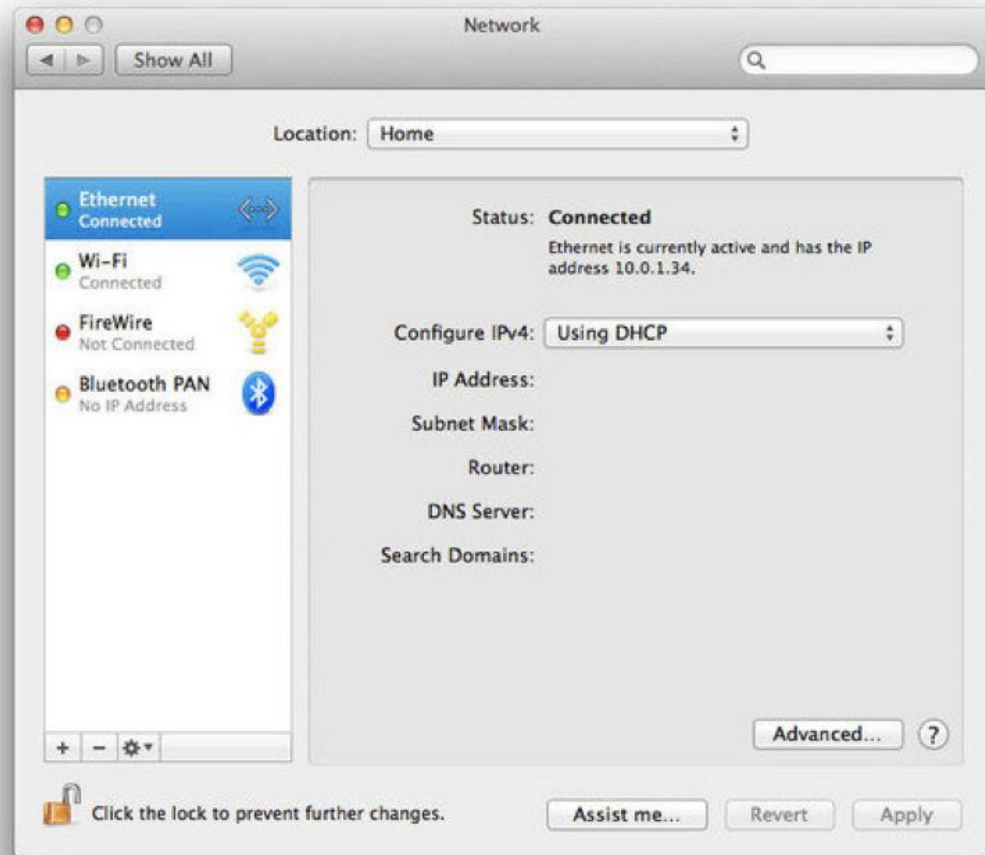 Network
Show All
Location: Home
Ethernet
Connected
Wi-Fi
Connected
FireWire
Not Connected
Bluetooth PAN
No IP Address
Status: Connected
Ethernet is currently active and has the IP
address 10.0.1.34.
Configure IPv4: Using DHCP
IP Address:
Subnet Mask:
Router:
DNS Server:
Search Domains:
Advanced... ?
Click the lock to prevent further changes.
Assist me... Revert Apply